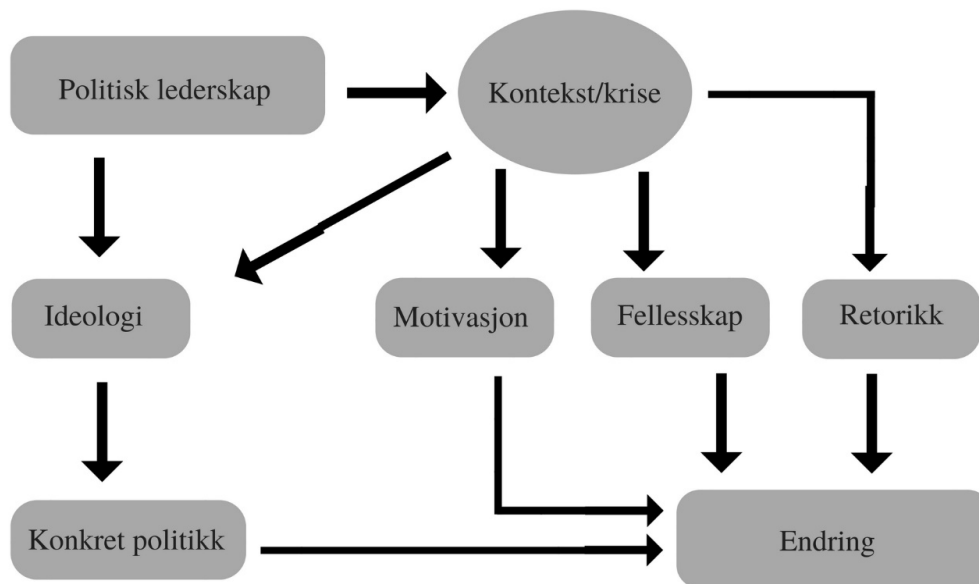 Politisk lederskap
Kontekst/krise
Ideologi
Motivasjon
Fellesskap
Retorikk
Konkret politikk
Endring